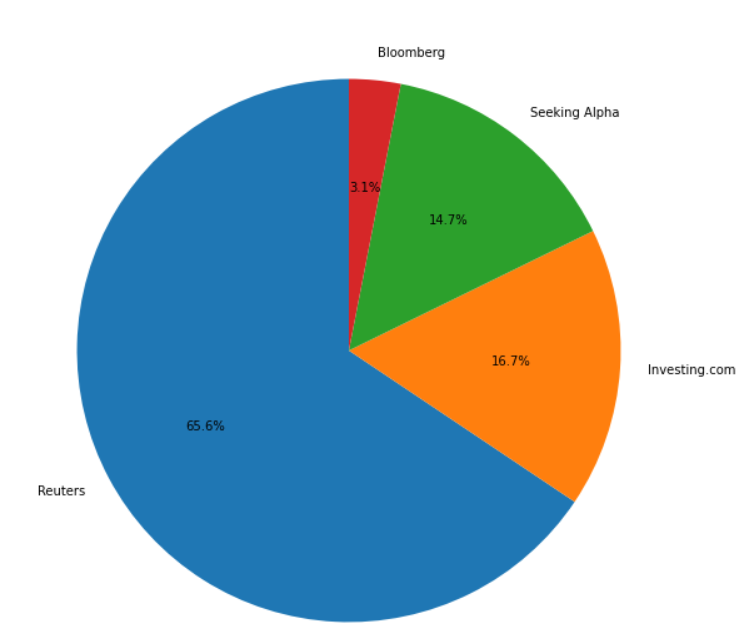 Bloomberg
Seeking Alpha
3.1%
14.7%
16.7%
Investing.com
65.6%
Reuters